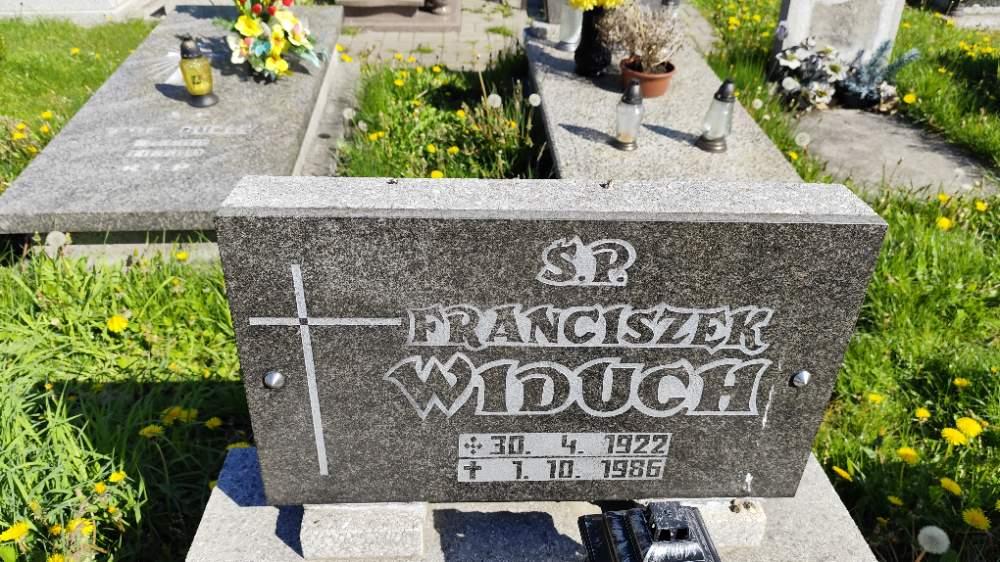 Ś.P.
FRANCISZEK
WIDUCH
30. 4. 1922
✝ 1. 10. 1986